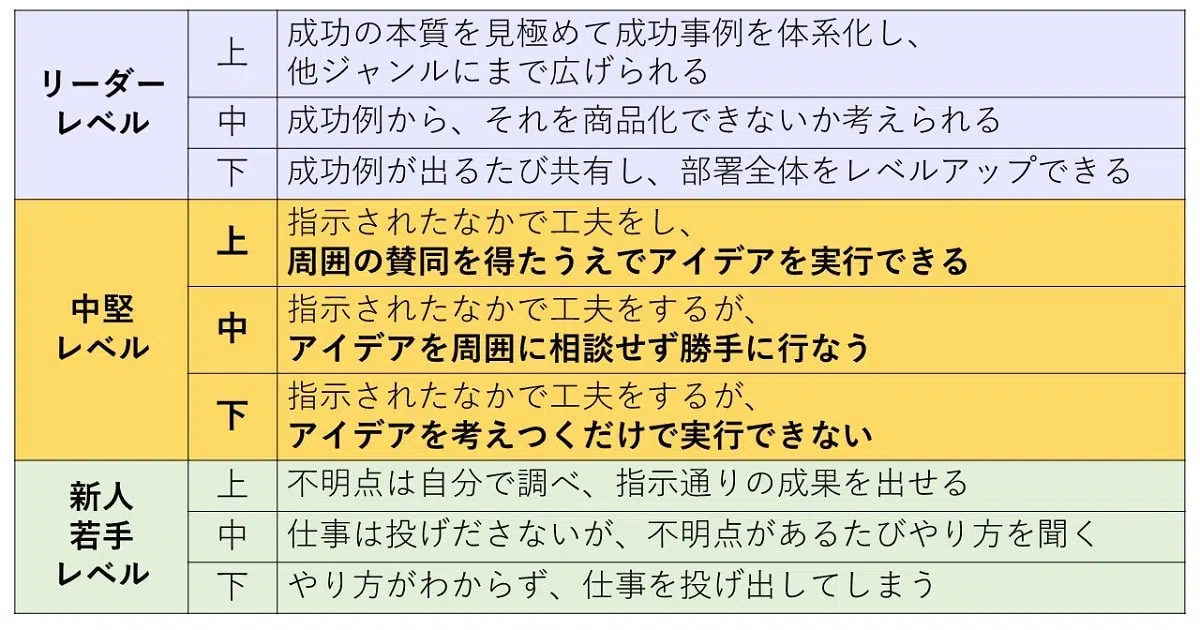 リーダー
レベル
上
成功の本質を見極めて成功事例を体系化し、
他ジャンルにまで広げられる
中
成功例から、それを商品化できないか考えられる
下
成功例が出るたび共有し、部署全体をレベルアップできる
中堅
レベル
上
指示されたなかで工夫をし、
周囲の賛同を得たうえでアイデアを実行できる
中
指示されたなかで工夫をするが、
アイデアを周囲に相談せず勝手に行なう
下
指示されたなかで工夫をするが、
アイデアを考えつくだけで実行できない
新人
若手
レベル
上
不明点は自分で調べ、指示通りの成果を出せる
中
仕事は投げださないが、不明点があるたびやり方を聞く
下
やり方がわからず、仕事を投げ出してしまう